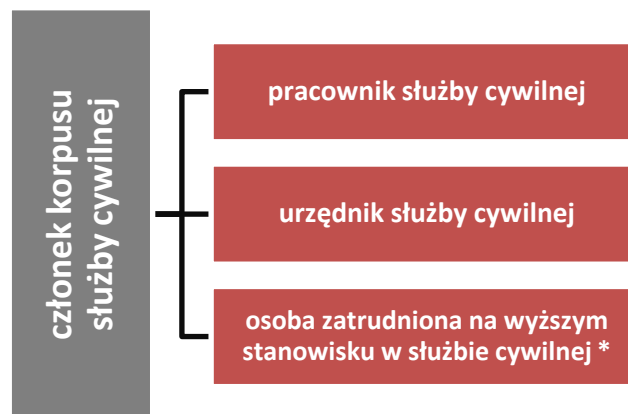 członek korpusu
służby cywilnej
pracownik służby cywilnej
urzędnik służby cywilnej
osoba zatrudniona na wyższym
stanowisku w służbie cywilnej *